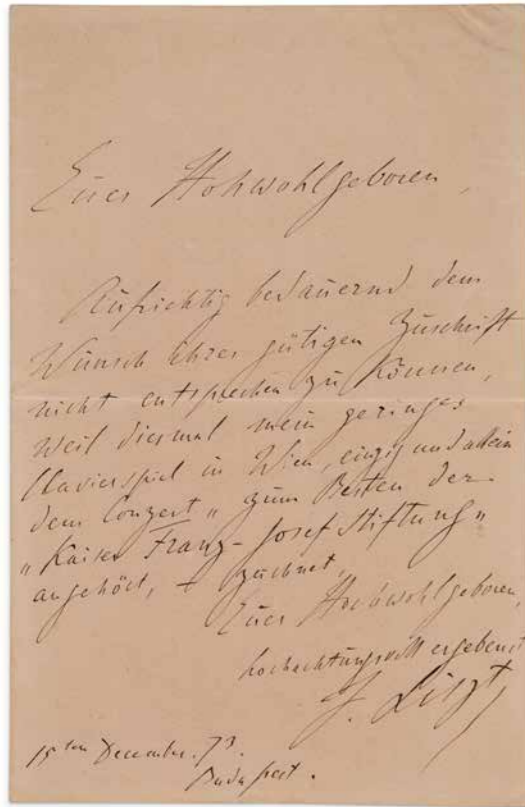 Euer Hohwohlgeboren,
Aufrichtig bedauernd dem
Wunsch ihrer gütigen Zuschrift
nicht entsprechen zu können,
weil diesmal mein geringes
Clavierspiel in Wien, einzig und allein
dem Conzert „ zum Besten der
„Kaiser Franz-Josef Stiftung„
angehört, – zeichnet,
Euer Hochwohlgeboren,
hochachtungsvoll ergebenst
F. Liszt
15ten December. 73.
Budapest.